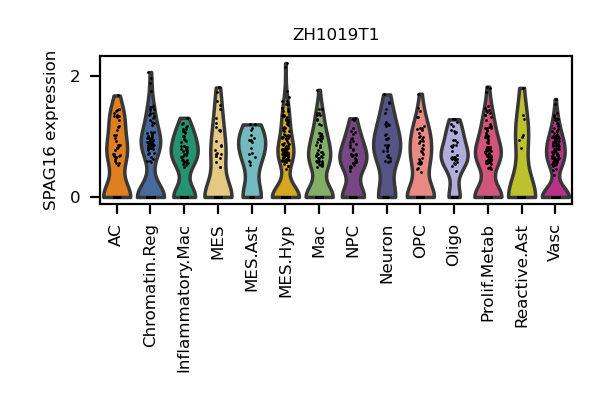 ZH1019T1
SPAG16 expression
2
0
AC
Chromatin.Reg
Inflammatory.Mac
MES
MES.Ast
MES.Hyp
Mac
NPC
Neuron
OPC
Oligo
Prolif.Metab
Reactive.Ast
Vasc